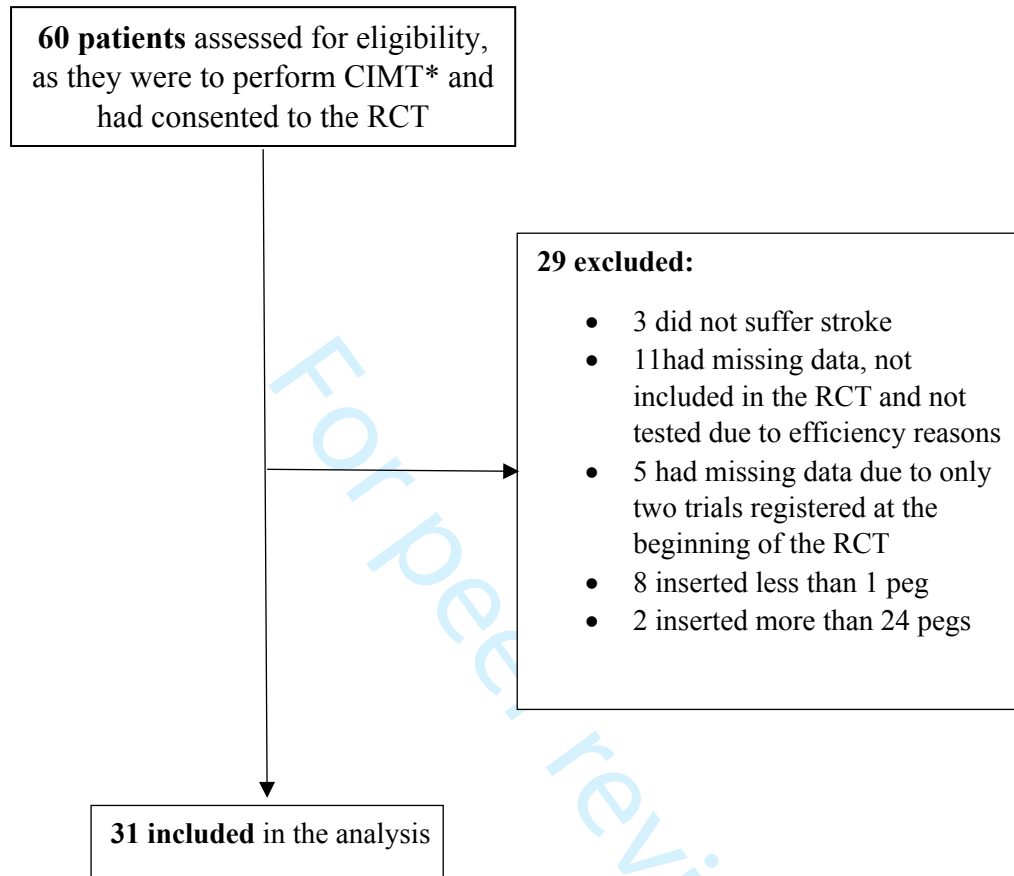 60 patients assessed for eligibility,
as they were to perform CIMT* and
had consented to the RCT
29 excluded:
• 3 did not suffer stroke
• 11had missing data, not
included in the RCT and not
tested due to efficiency reasons
• 5 had missing data due to only
two trials registered at the
beginning of the RCT
• 8 inserted less than 1 peg
• 2 inserted more than 24 pegs
31 included in the analysis
For peer revi